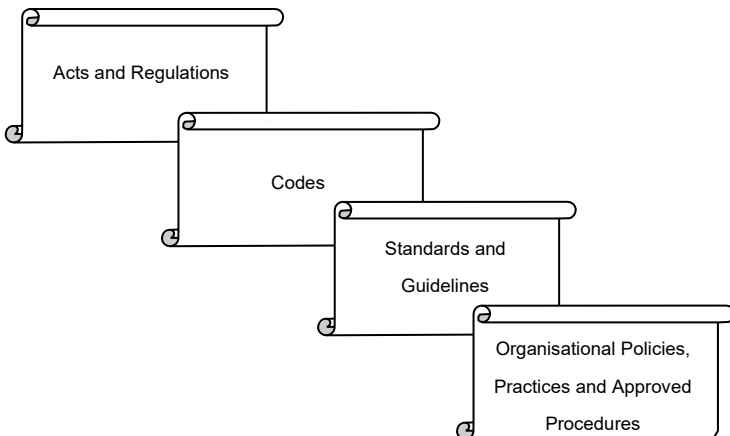 Acts and Regulations
Codes
Standards and
Guidelines
Organisational Policies,
Practices and Approved
Procedures